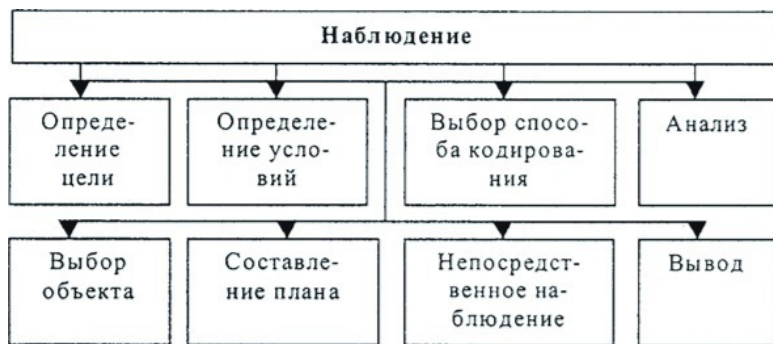 Наблюдение
Опреде-
ление
цели
Определе-
ние усло-
вий
Выбор спосо-
ба кодирова-
ния
Анализ
Выбор
объекта
Составле-
ние плана
Непосредст-
венное на-
блюдение
Вывод